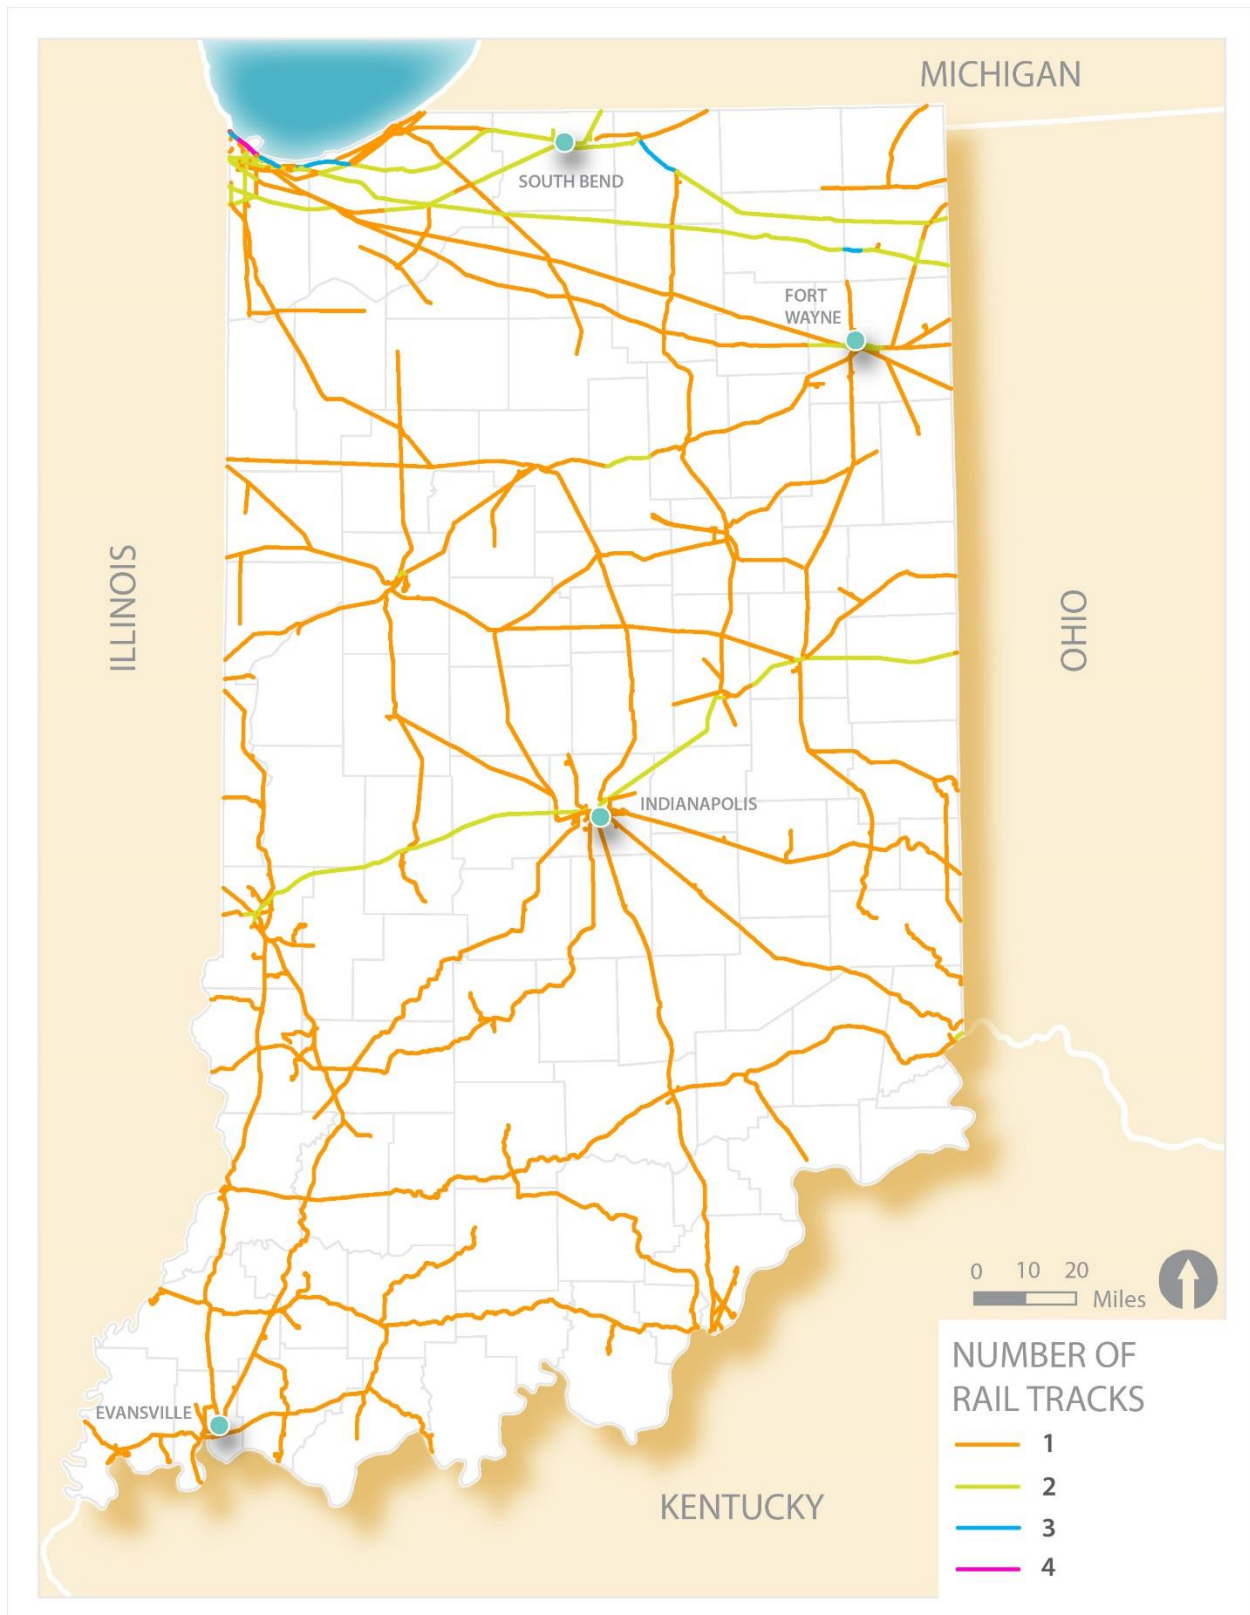 MICHIGAN
SOUTH BEND
FORT
WAYNE
ILLINOIS
OHIO
INDIANAPOLIS
0 10 20
Miles
EVANSVILLE
KENTUCKY
NUMBER OF
RAIL TRACKS
1
2
3
4